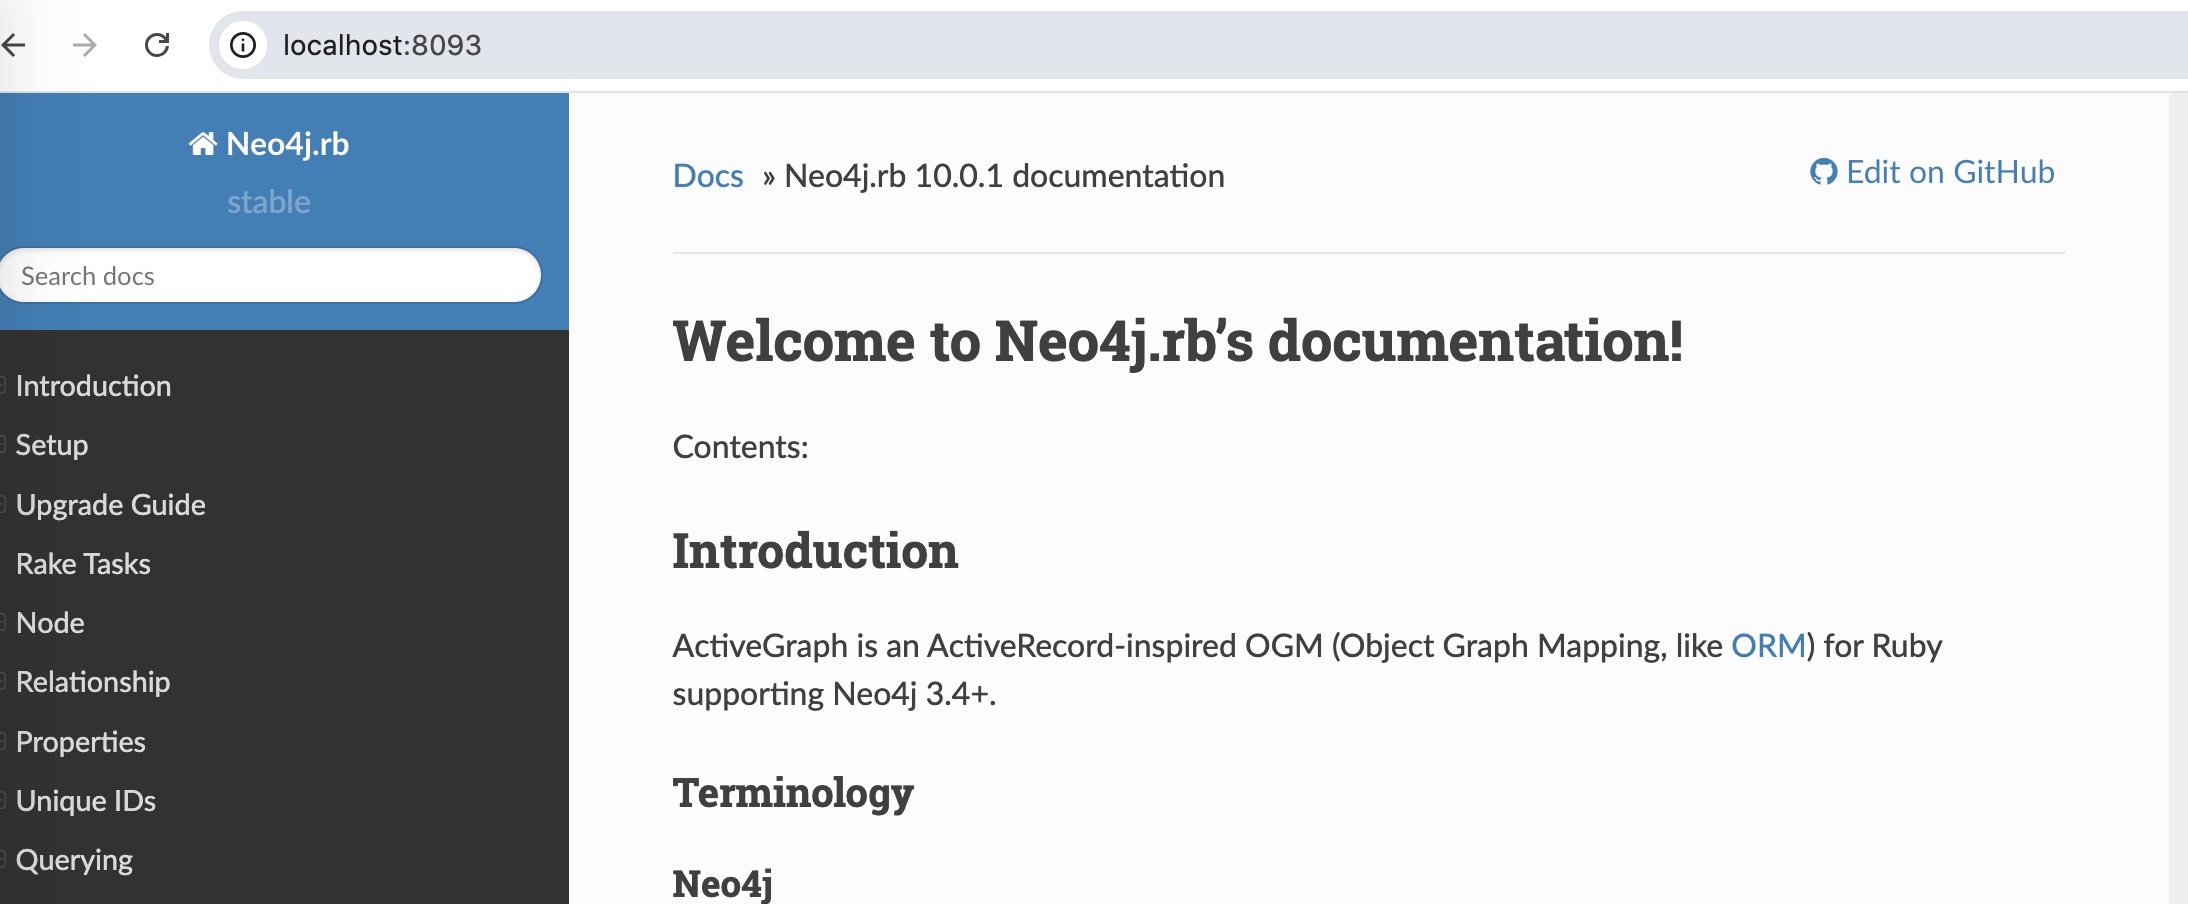 localhost:8093
Neo4j.rb
stable
Search docs
Introduction
Setup
Upgrade Guide
Rake Tasks
Node
Relationship
Properties
Unique IDs
Querying
Docs » Neo4j.rb 10.0.1 documentation
Edit on GitHub
Welcome to Neo4j.rb’s documentation!
Contents:
Introduction
ActiveGraph is an ActiveRecord-inspired OGM (Object Graph Mapping, like ORM) for Ruby
supporting Neo4j 3.4+.
Terminology
Neo4j